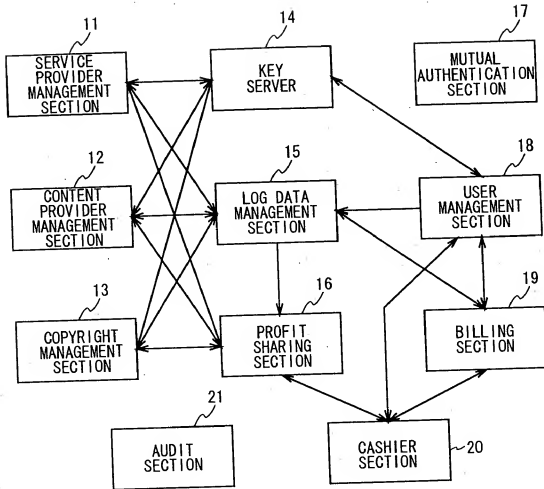 11
SERVICE
PROVIDER
MANAGEMENT
SECTION
14
KEY
SERVER
17
MUTUAL
AUTHENTICATION
SECTION
12
CONTENT
PROVIDER
MANAGEMENT
SECTION
15
LOG DATA
MANAGEMENT
SECTION
18
USER
MANAGEMENT
SECTION
13
COPYRIGHT
MANAGEMENT
SECTION
16
PROFIT
SHARING
SECTION
19
BILLING
SECTION
21
AUDIT
SECTION
CASHIER
SECTION
20